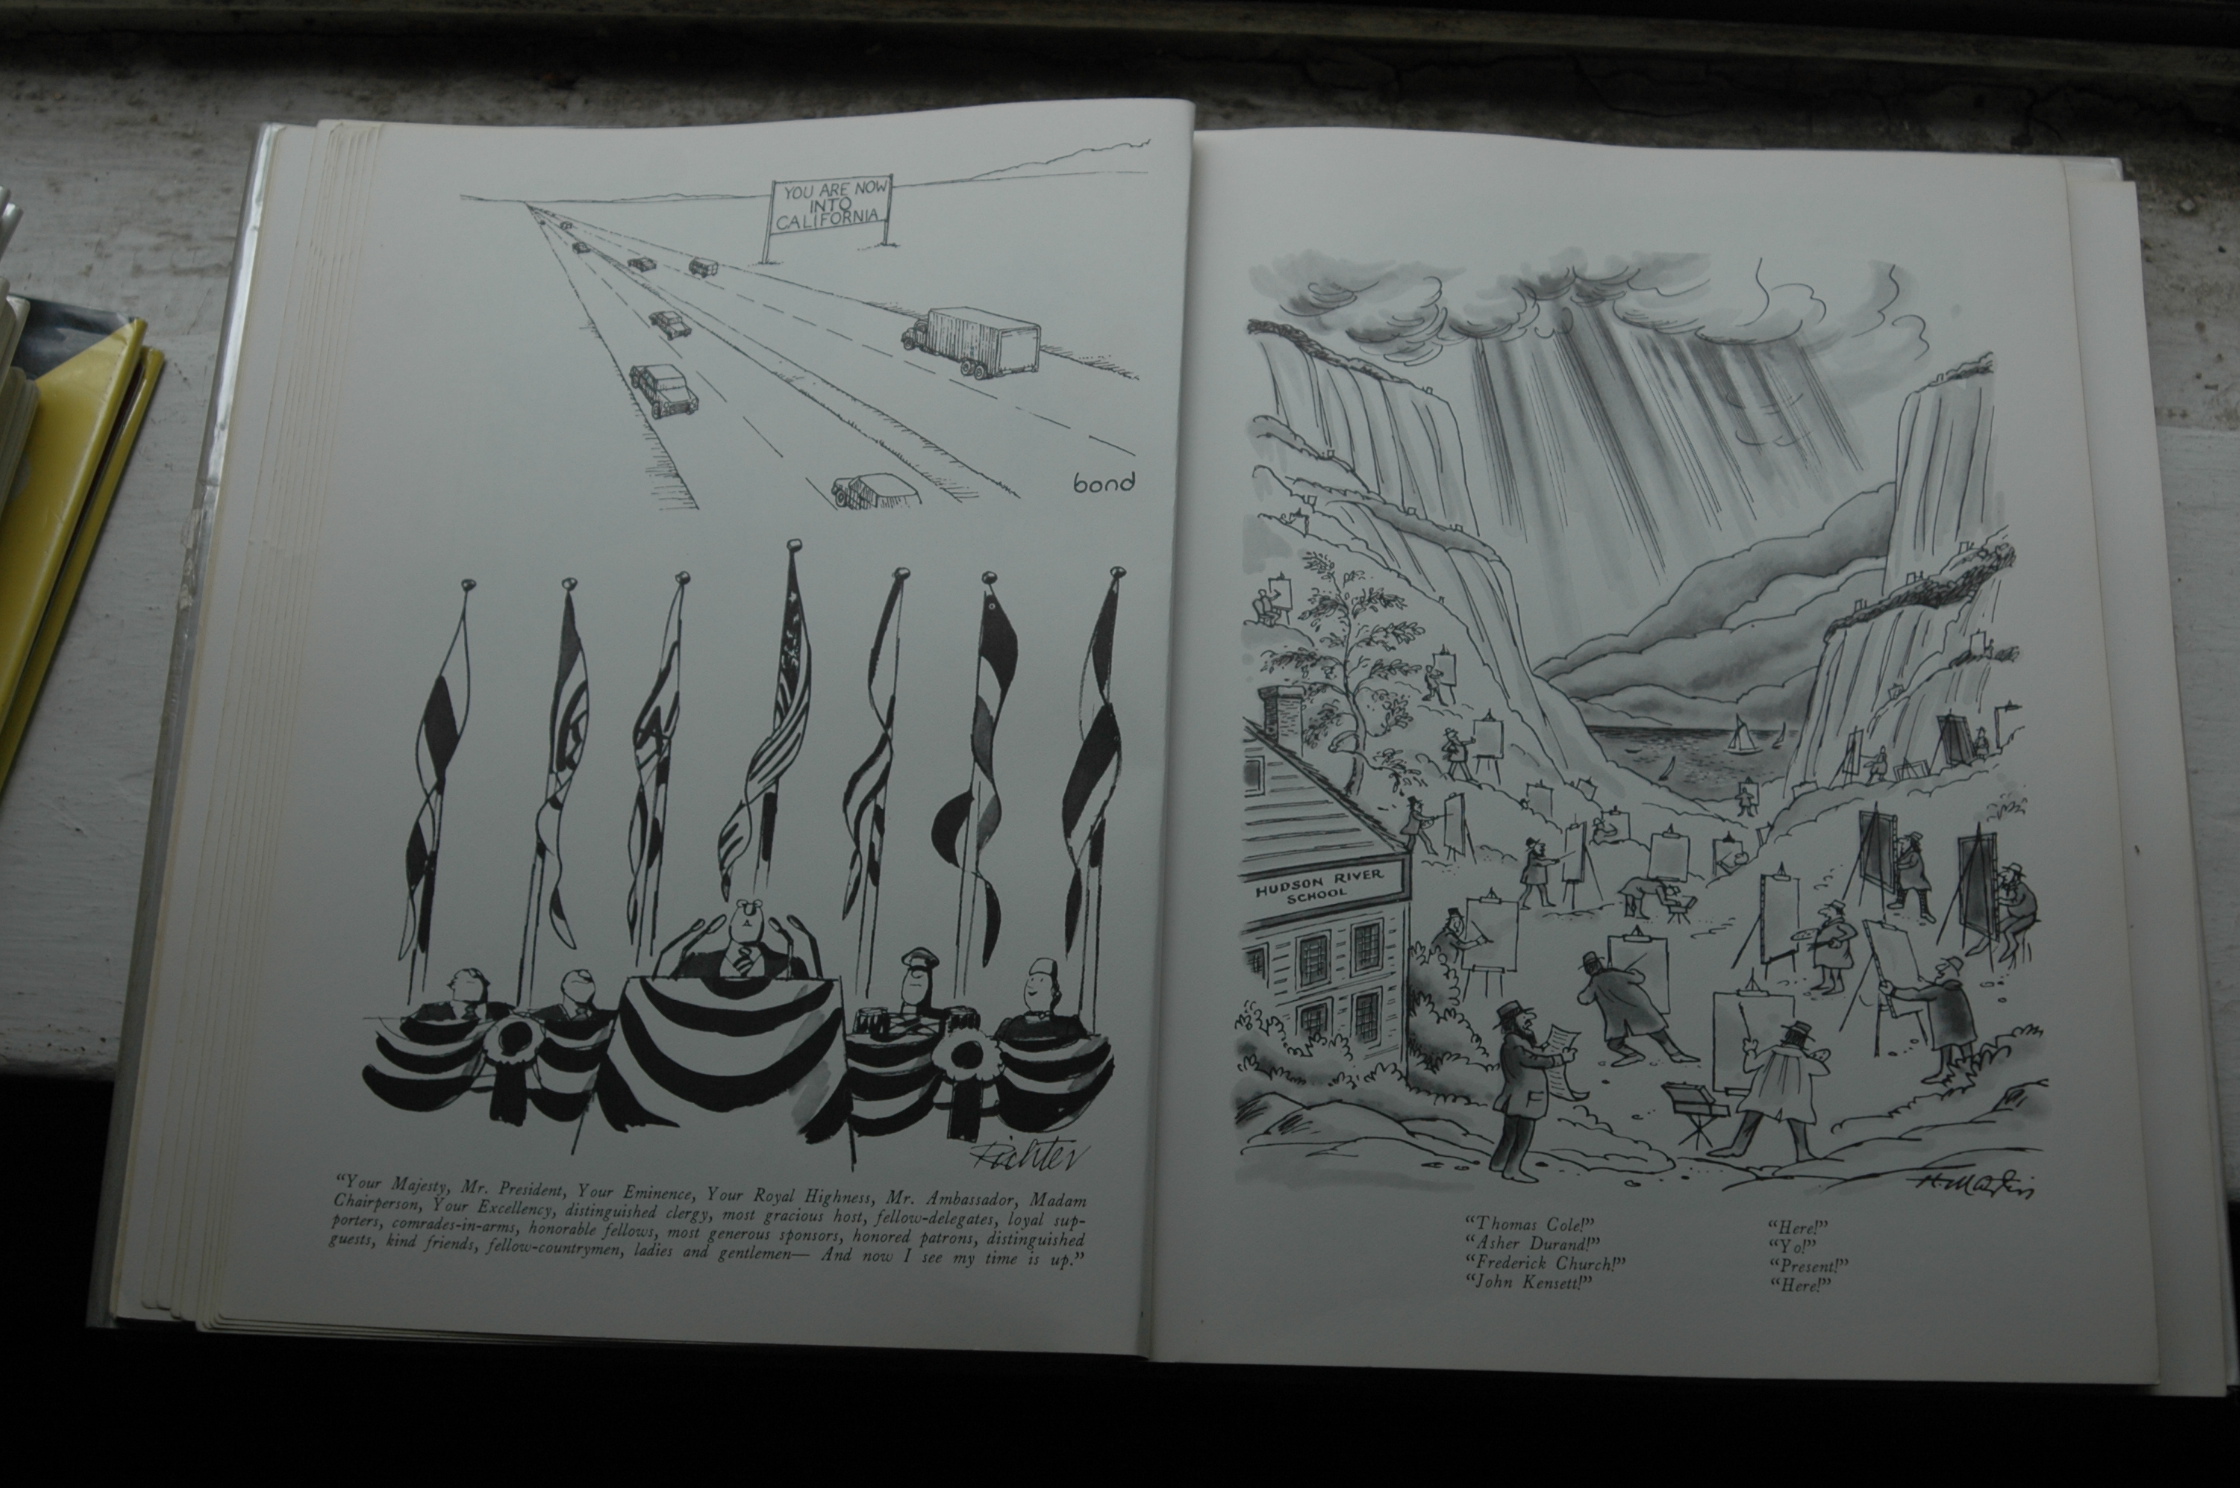 YOU ARE NOW
INTO
CALIFORNIA
bond
Richter
“Your Majesty, Mr. President, Your Eminence, Your Royal Highness, Mr. Ambassador, Madam
Chairperson, Your Excellency, distinguished clergy, most gracious host, fellow-delegates, loyal sup-
porters, comrades-in-arms, honorable fellows, most generous sponsors, honored patrons, distinguished
guests, kind friends, fellow-countrymen, ladies and gentlemen— And now I see my time is up.”
HUDSON RIVER
SCHOOL
H. Martin
“Thomas Cole!” “Here!”
“Asher Durand!” “Yo!”
“Frederick Church!” “Present!”
“John Kensett!” “Here!”